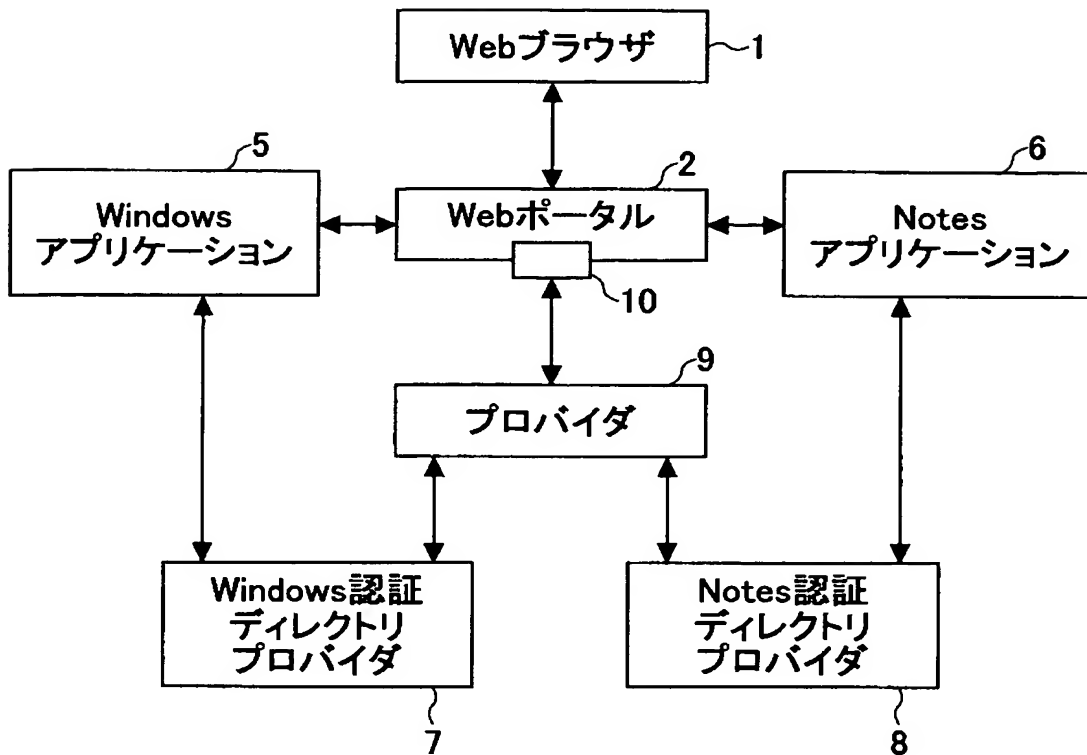 Webブラウザ
1
5
2
6
Windows
アプリケーション
Webポータル
Notes
アプリケーション
10
9
プロバイダ
Windows認証
ディレクトリ
プロバイダ
Notes認証
ディレクトリ
プロバイダ
7
8